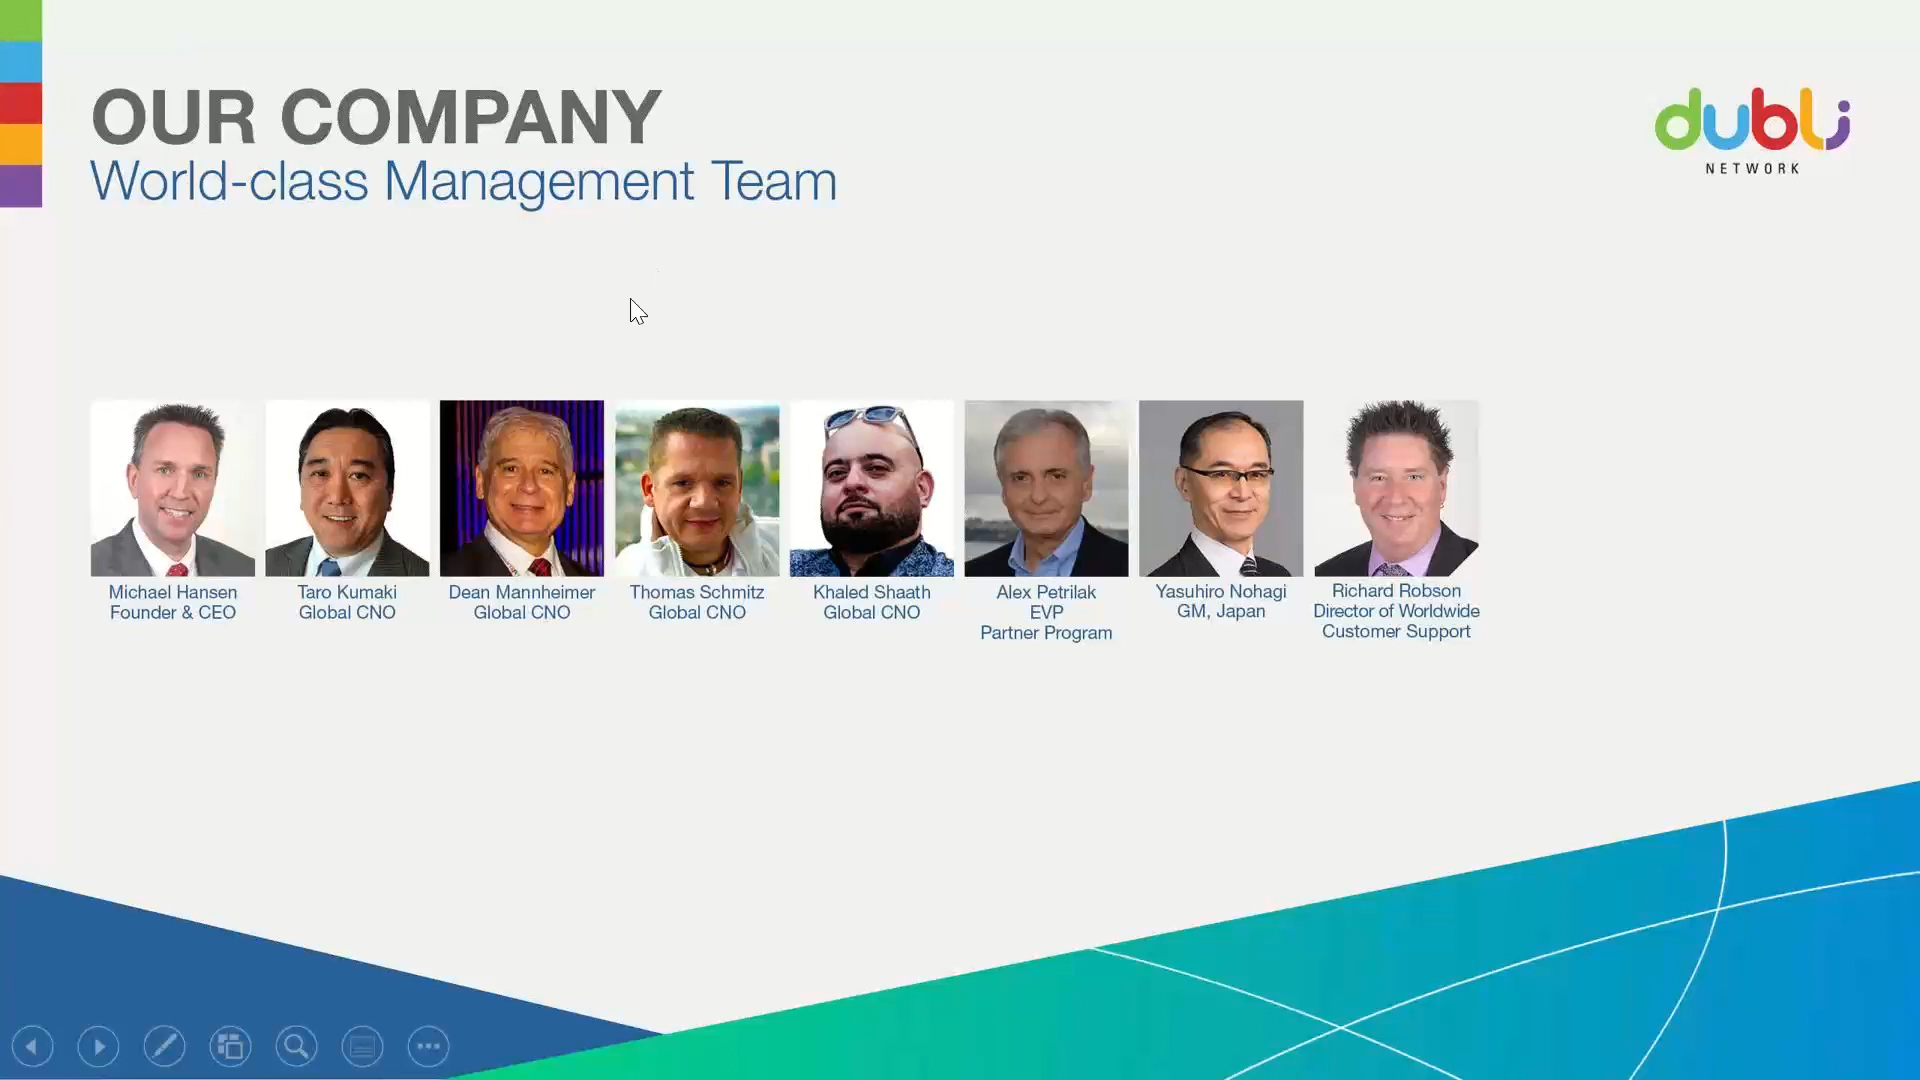 OUR COMPANY
World-class Management Team
dubli
NETWORK
Michael Hansen
Founder & CEO
Taro Kumaki
Global CNO
Dean Mannheimer
Global CNO
Thomas Schmitz
Global CNO
Khaled Shaath
Global CNO
Alex Petrilak
EVP
Partner Program
Yasuhiro Nohagi
GM, Japan
Richard Robson
Director of Worldwide
Customer Support